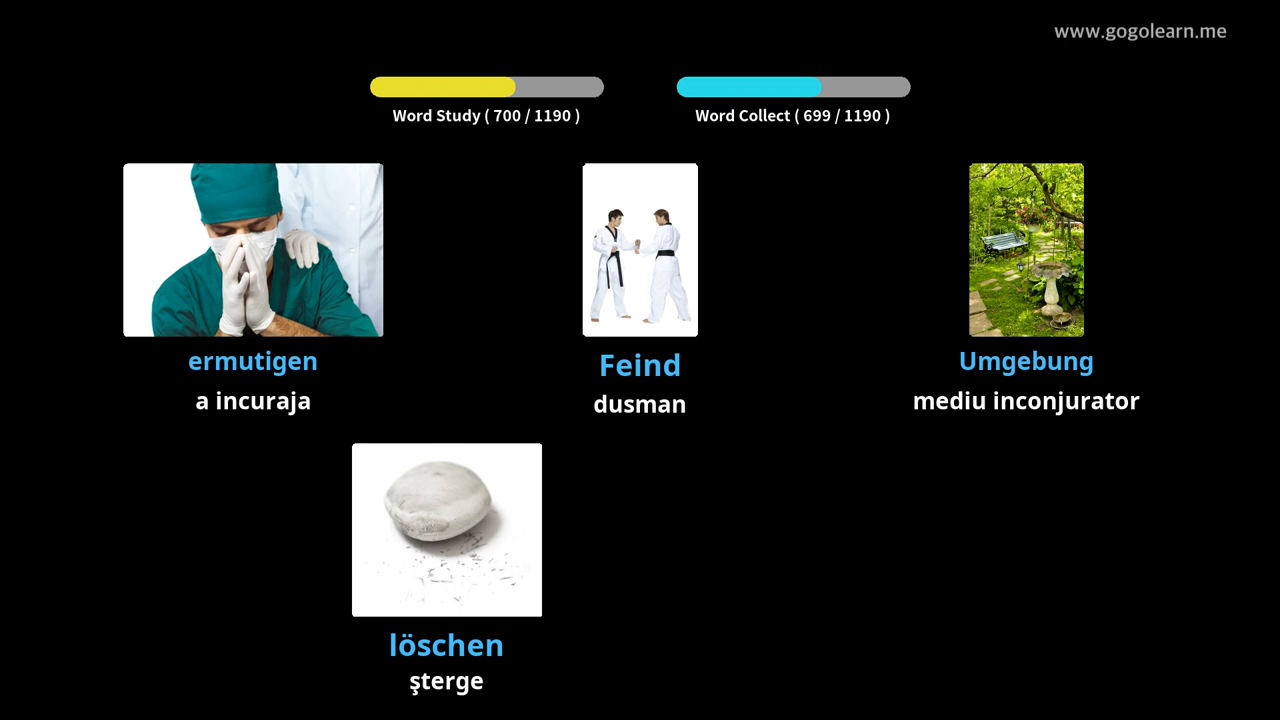 www.gogolearn.me
Word Study ( 700 / 1190 )
Word Collect ( 699 / 1190 )
ermutigen
a incuraja
Feind
dusman
Umgebung
mediu inconjurator
löschen
şterge